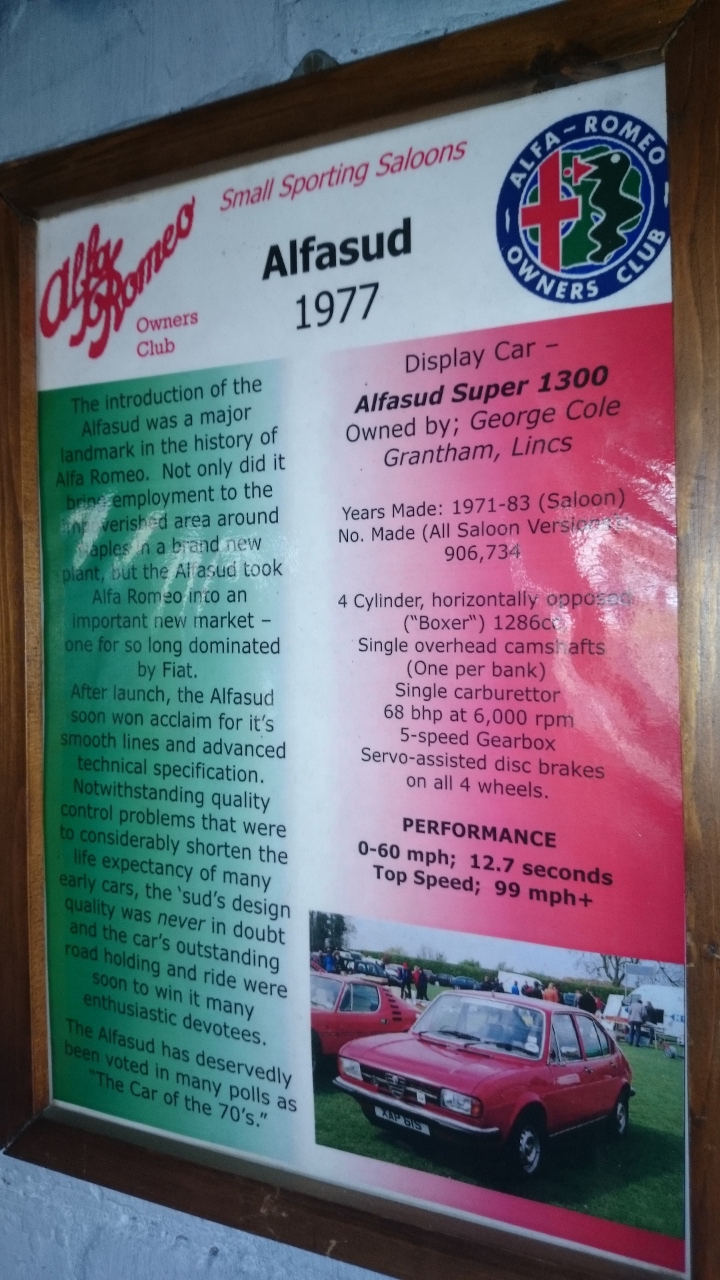 Small Sporting Saloons
Alfa Romeo
Owners
Club
Alfasud
1977
ALFA-ROMEO
OWNERS CLUB
The introduction of the
Alfasud was a major
landmark in the history of
Alfa Romeo. Not only did it
bring employment to the
impoverished area around
Naples in a brand new
plant, but the Alfasud took
Alfa Romeo into an
important new market –
one for so long dominated
by Fiat.
After launch, the Alfasud
soon won acclaim for it's
smooth lines and advanced
technical specification.
Notwithstanding quality
control problems that were
to considerably shorten the
life expectancy of many
early cars, the 'sud's design
quality was never in doubt
and the car's outstanding
road holding and ride were
soon to win it many
enthusiastic devotees.
The Alfasud has deservedly
been voted in many polls as
"The Car of the 70's."
Display Car –
Alfasud Super 1300
Owned by; George Cole
Grantham, Lincs
Years Made: 1971-83 (Saloon)
No. Made (All Saloon Versions)
906,734
4 Cylinder, horizontally opposed
("Boxer") 1286cc
Single overhead camshafts
(One per bank)
Single carburettor
68 bhp at 6,000 rpm
5-speed Gearbox
Servo-assisted disc brakes
on all 4 wheels.
PERFORMANCE
0-60 mph; 12.7 seconds
Top Speed; 99 mph+
XAP 61S